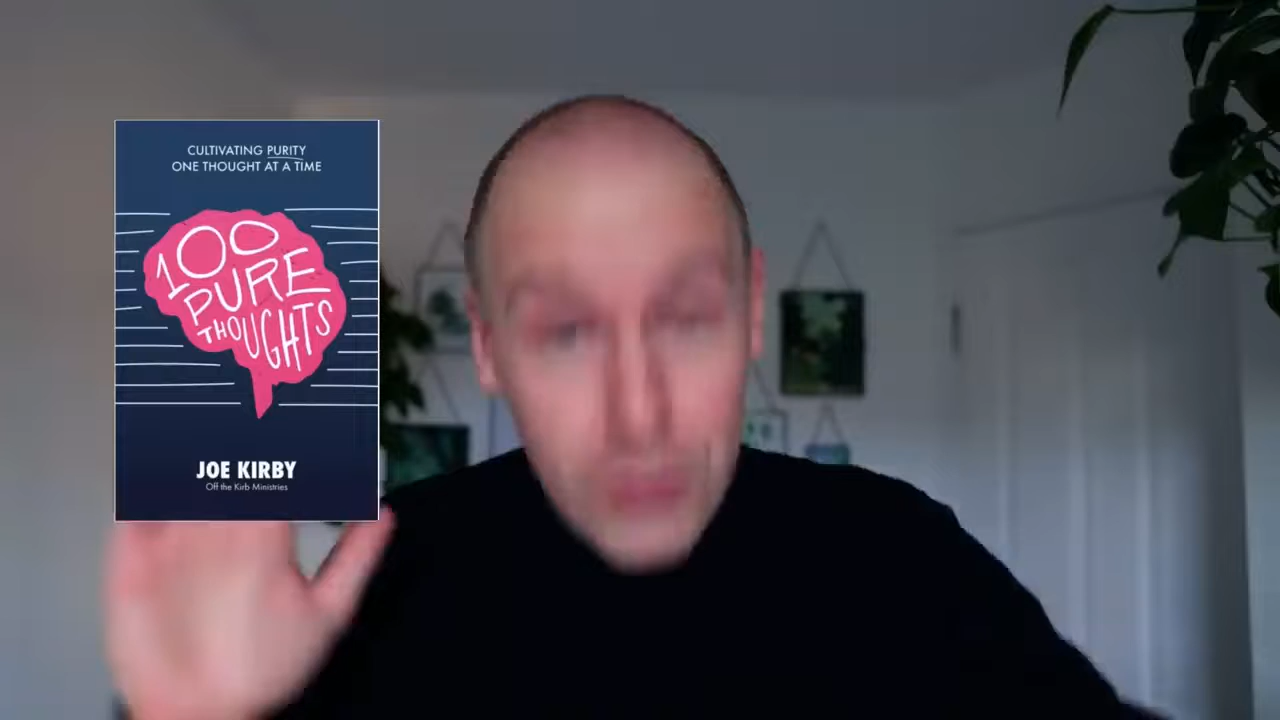 CULTIVATING PURITY
ONE THOUGHT AT A TIME
100
PURE
THOUGHTS
JOE KIRBY
Off the Kirb Ministries